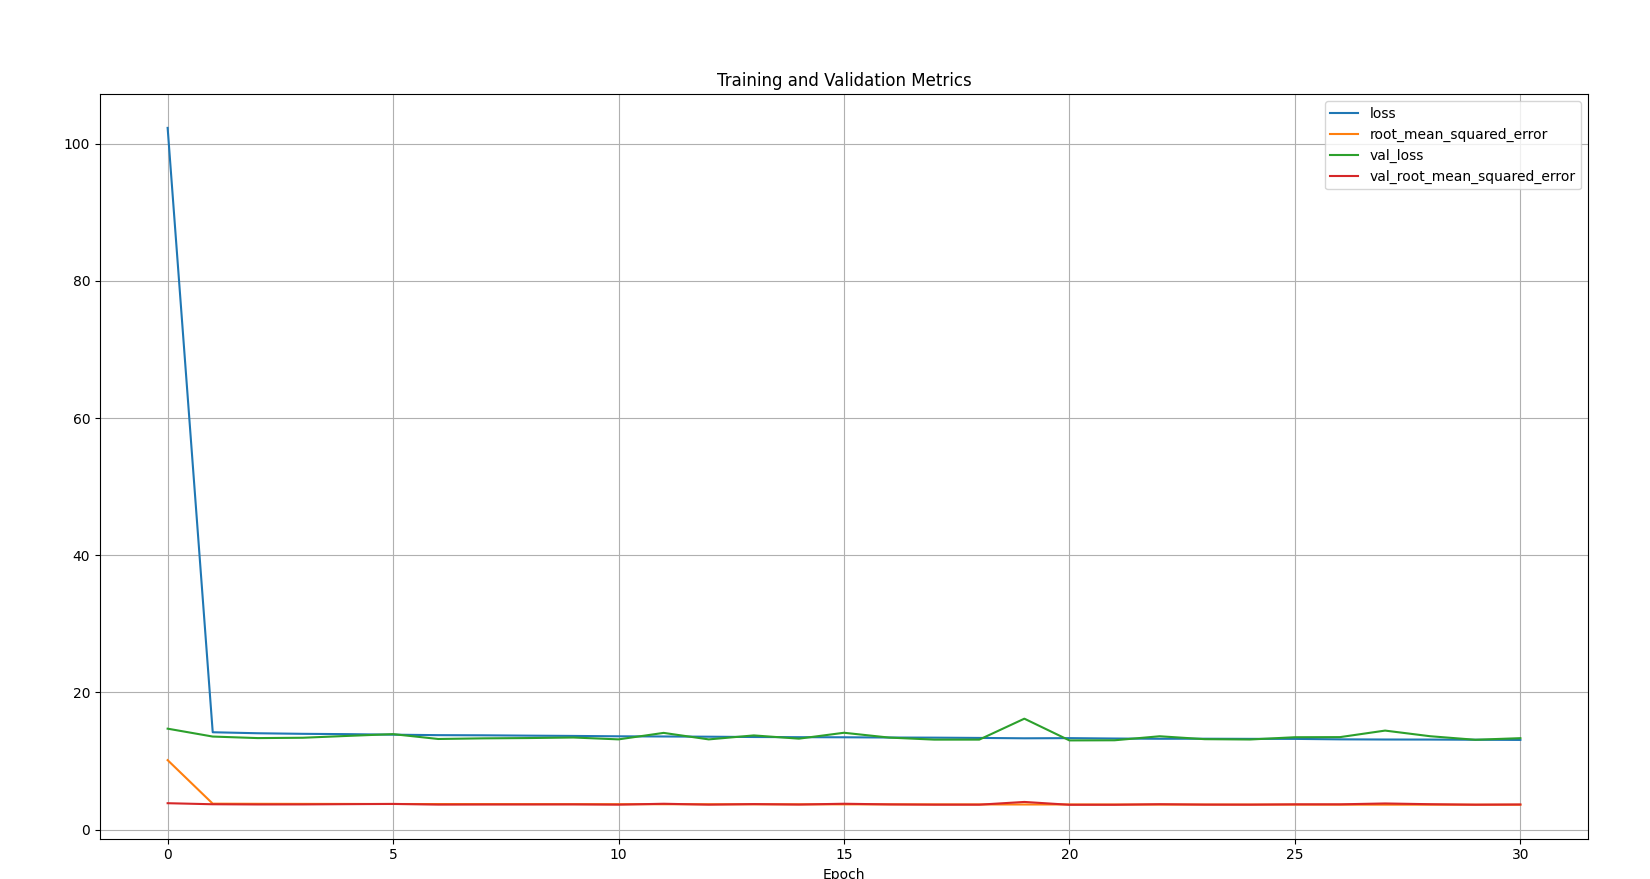 Training and Validation Metrics
loss
root_mean_squared_error
val_loss
val_root_mean_squared_error
100
80
60
40
20
0
0 5 10 15 20 25 30
Epoch